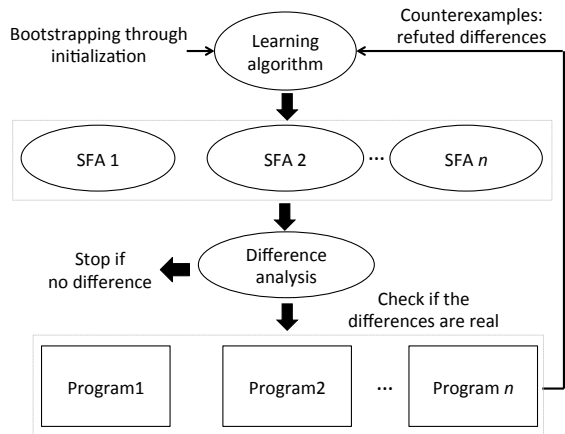 Counterexamples:
refuted differences
Bootstrapping through
initialization
Learning
algorithm
SFA 1
SFA 2
...
SFA n
Difference
analysis
Stop if
no difference
Check if the
differences are real
Program1
Program2
...
Program n